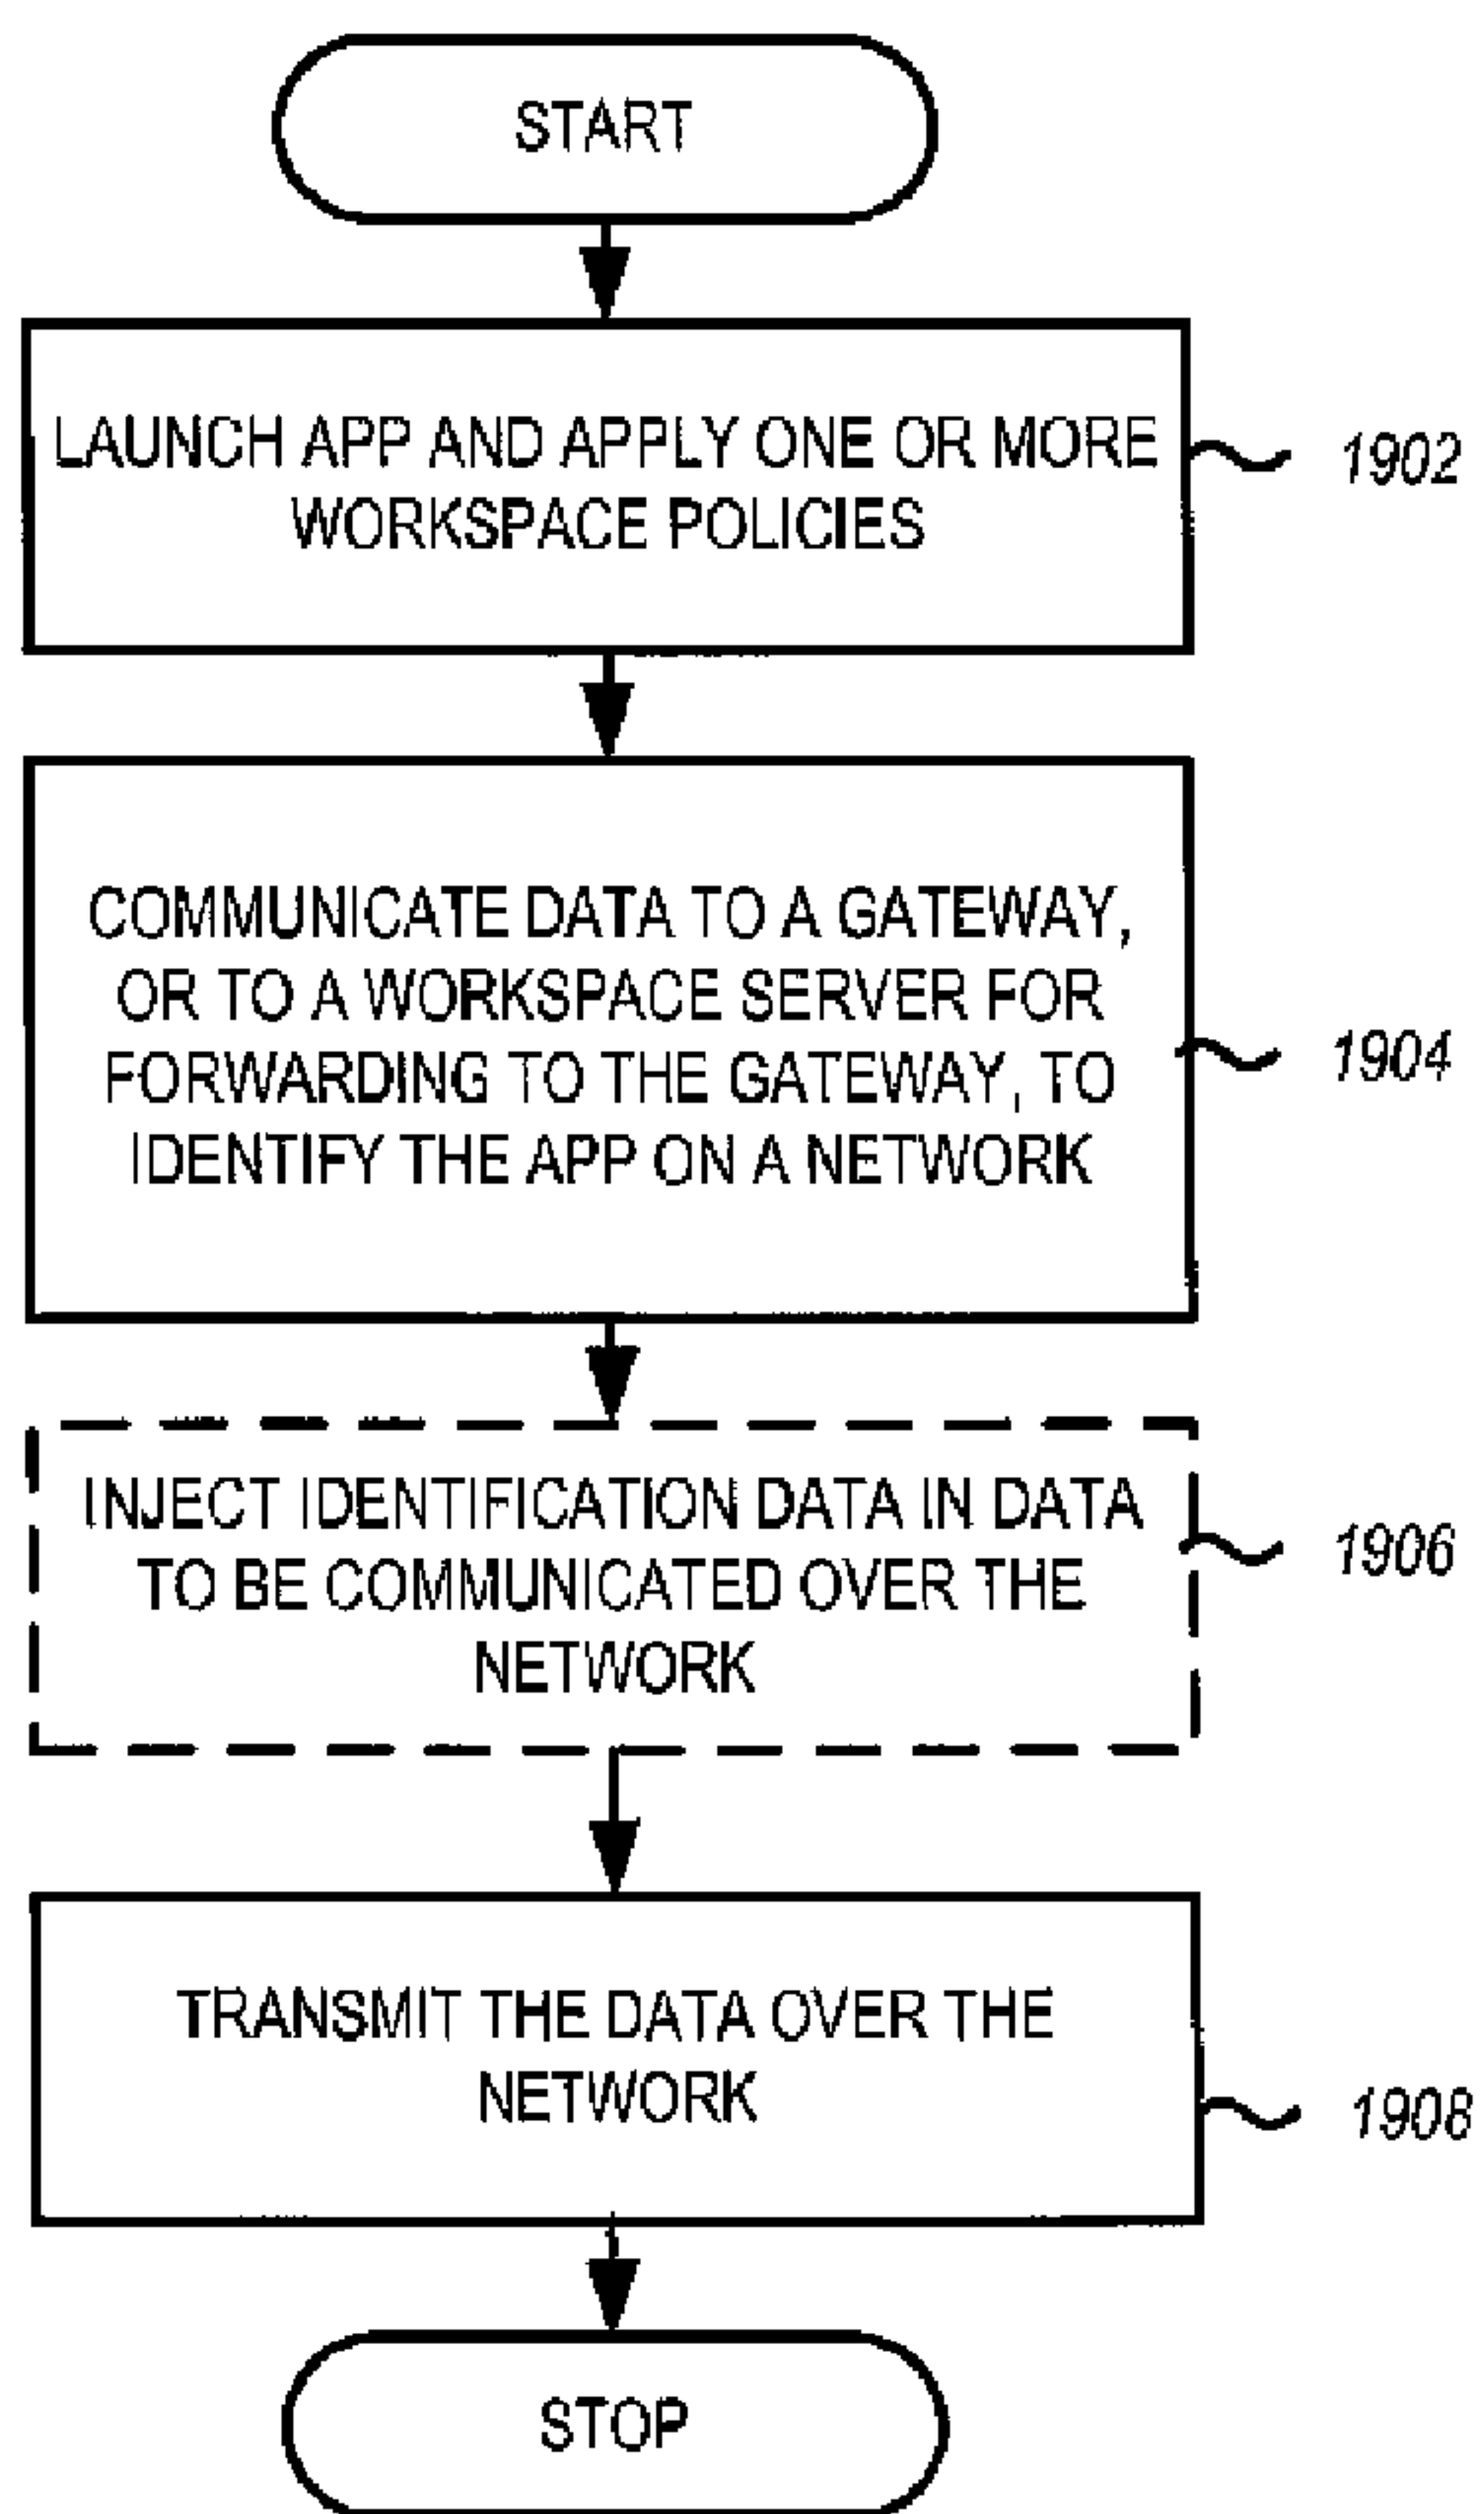 START
LAUNCH APP AND APPLY ONE OR MORE
WORKSPACE POLICIES
1902
COMMUNICATE DATA TO A GATEWAY,
OR TO A WORKSPACE SERVER FOR
FORWARDING TO THE GATEWAY, TO
IDENTIFY THE APP ON A NETWORK
1904
INJECT IDENTIFICATION DATA IN DATA
TO BE COMMUNICATED OVER THE
NETWORK
1906
TRANSMIT THE DATA OVER THE
NETWORK
1908
STOP